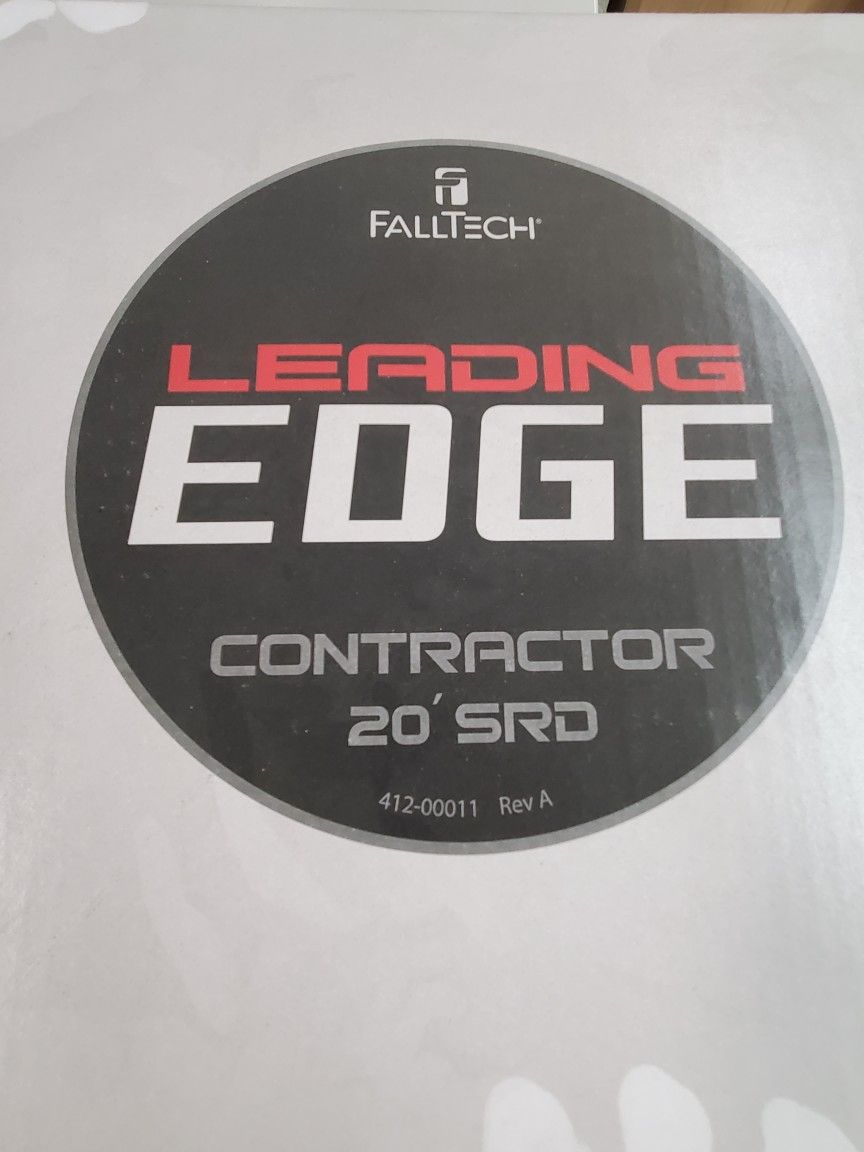 FALLTECH®
LEADING
EDGE
CONTRACTOR
20' SRD
412-00011 Rev A